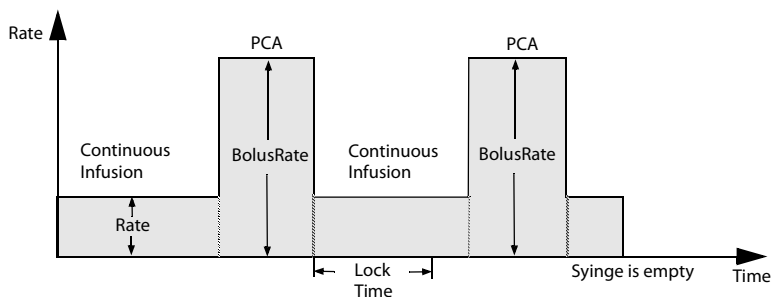 Rate
PCA
PCA
Continuous
Infusion
BolusRate
Continuous
Infusion
BolusRate
Rate
Lock
Time
Syinge is empty
Time